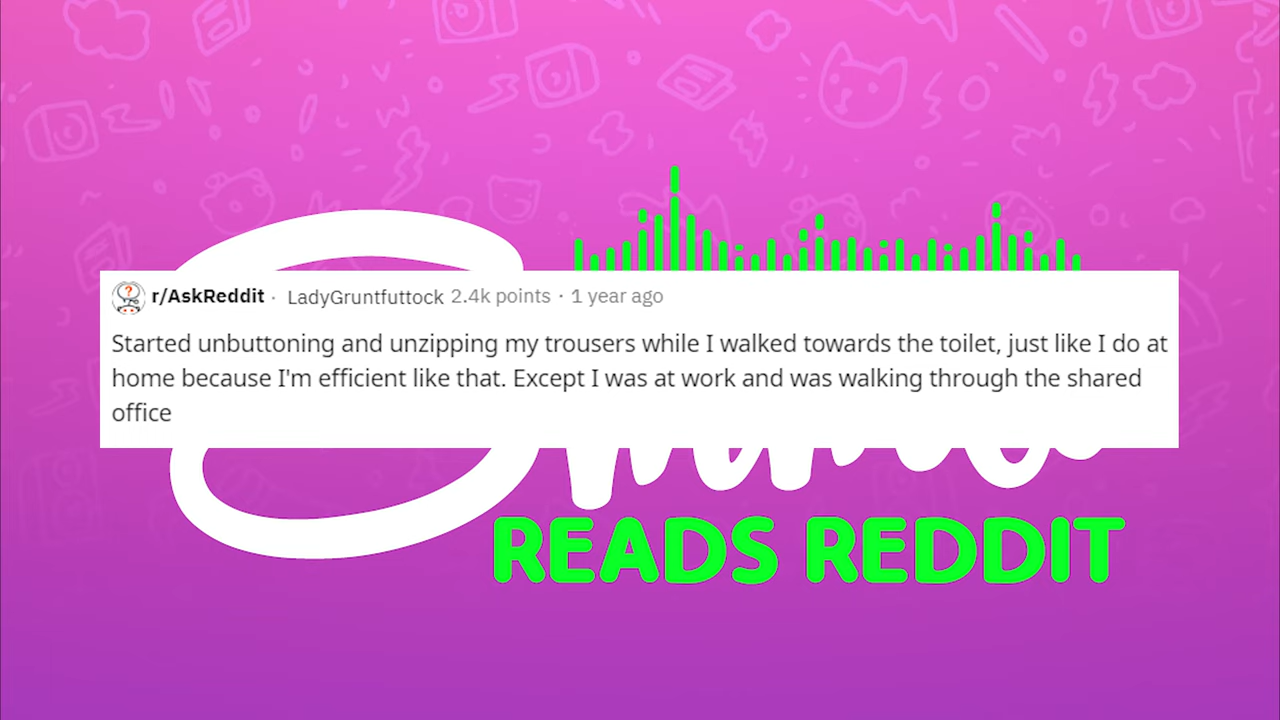 r/AskReddit · LadyGruntfuttock 2.4k points · 1 year ago
Started unbuttoning and unzipping my trousers while I walked towards the toilet, just like I do at
home because I'm efficient like that. Except I was at work and was walking through the shared
office
READS REDDIT